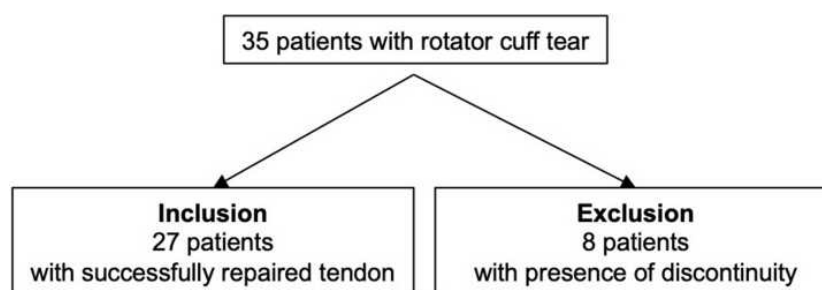 35 patients with rotator cuff tear
Inclusion
27 patients
with successfully repaired tendon
Exclusion
8 patients
with presence of discontinuity